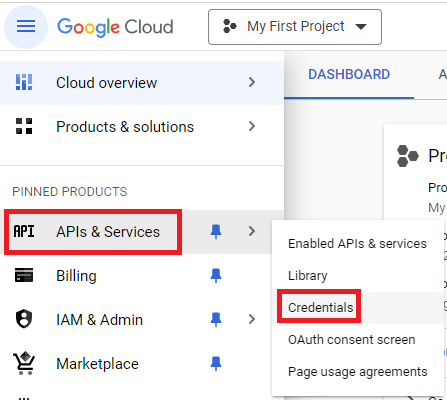 Google Cloud
My First Project
Cloud overview
Products & solutions
DASHBOARD
PINNED PRODUCTS
API APIs & Services
Billing
IAM & Admin
Marketplace
Enabled APIs & services
Library
Credentials
OAuth consent screen
Page usage agreements
Pro
Pro
My